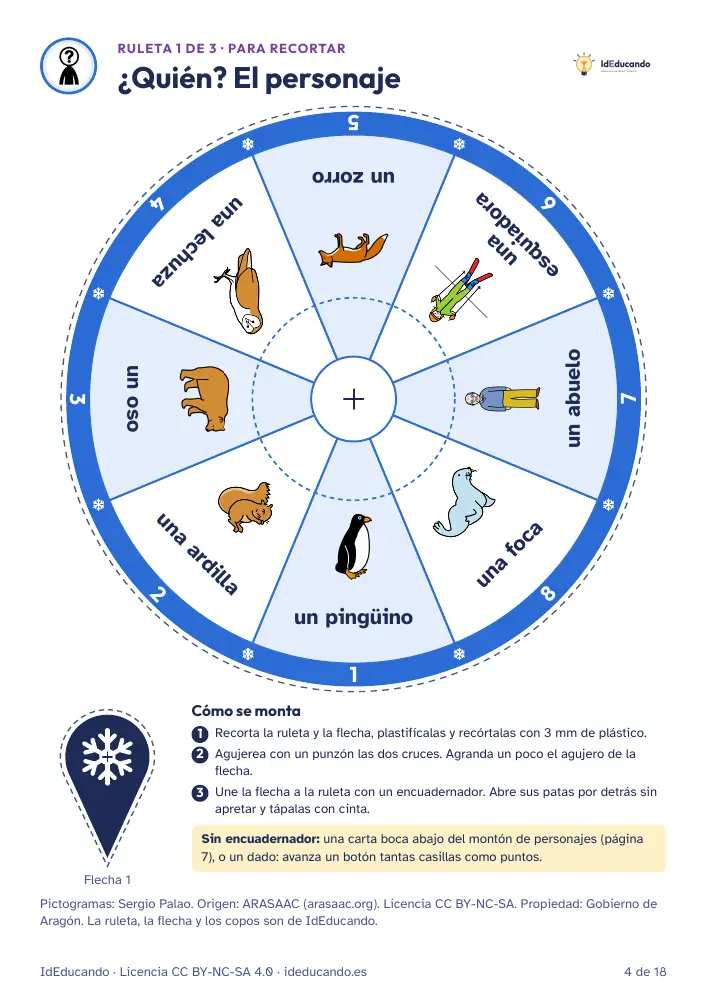 RULETA 1 DE 3 · PARA RECORTAR
¿Quién? El personaje
IdEducando
5
un zorro
4
una lechuza
6
una
esquiadora
3
un oso
7
un abuelo
2
una ardilla
8
una foca
un pingüino
1
Cómo se monta
1 Recorta la ruleta y la flecha, plastifícalas y recórtalas con 3 mm de plástico.
2 Agujerea con un punzón las dos cruces. Agranda un poco el agujero de la
flecha.
3 Une la flecha a la ruleta con un encuadernador. Abre sus patas por detrás sin
apretar y tápalas con cinta.
Sin encuadernador: una carta boca abajo del montón de personajes (página
7), o un dado: avanza un botón tantas casillas como puntos.
Flecha 1
Pictogramas: Sergio Palao. Origen: ARASAAC (arasaac.org). Licencia CC BY-NC-SA. Propiedad: Gobierno de
Aragón. La ruleta, la flecha y los copos son de IdEducando.
IdEducando · Licencia CC BY-NC-SA 4.0 · ideducando.es
4 de 18